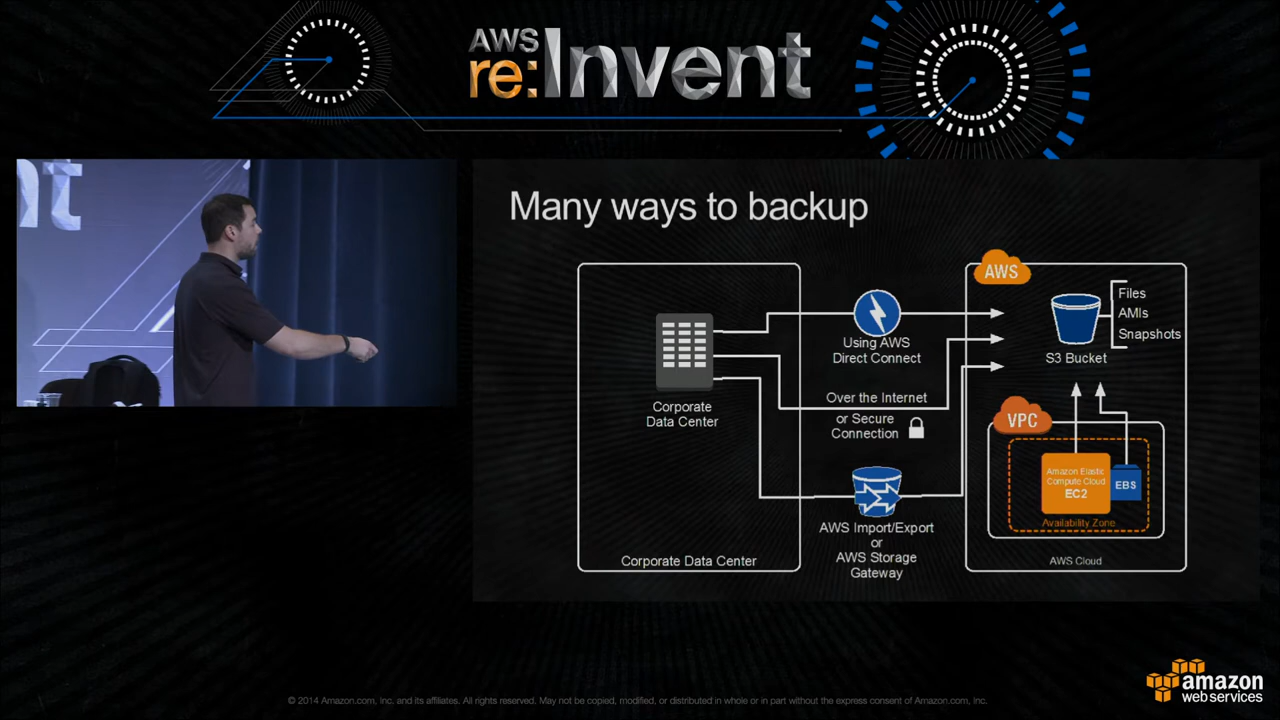 AWS
re:Invent
nt
Many ways to backup
AWS
Files
AMIs
Snapshots
S3 Bucket
Using AWS
Direct Connect
Corporate
Data Center
Over the Internet
or Secure
Connection
VPC
Amazon Elastic
Compute Cloud
EC2
EBS
Availability Zone
AWS Import/Export
or
AWS Storage
Gateway
Corporate Data Center
AWS Cloud
amazon
web services
© 2014 Amazon.com, Inc. and its affiliates. All rights reserved. May not be copied, modified, or distributed in whole or in part without the express consent of Amazon.com, Inc.